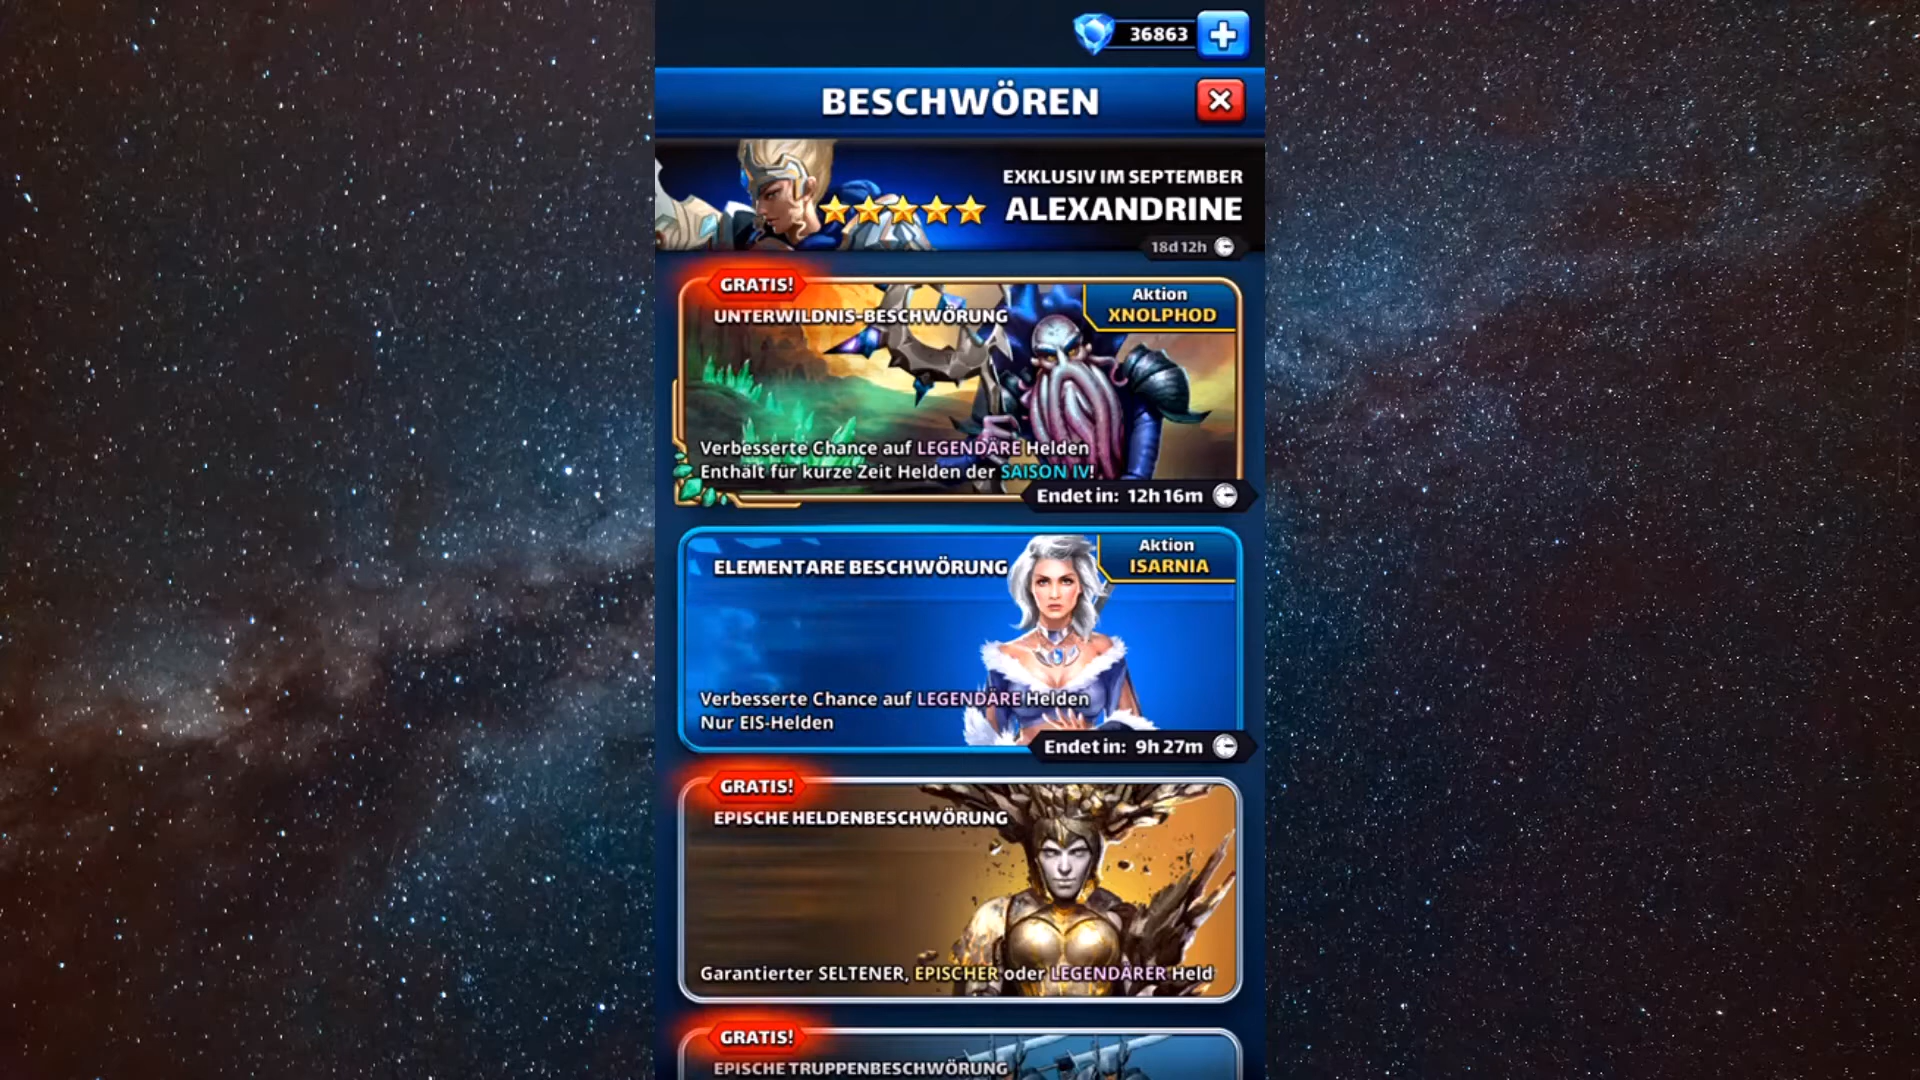 36863
BESCHWÖREN
EXKLUSIV IM SEPTEMBER
ALEXANDRINE
18d 12h
GRATIS!
UNTERWILDNIS-BESCHWÖRUNG
Aktion
XNOLPHOD
Verbesserte Chance auf LEGENDÄRE Helden
Enthält für kurze Zeit Helden der SAISON IV!
Endet in: 12h 16m
ELEMENTARE BESCHWÖRUNG
Aktion
ISARNIA
Verbesserte Chance auf LEGENDÄRE Helden
Nur EIS-Helden
Endet in: 9h 27m
GRATIS!
EPISCHE HELDENBESCHWÖRUNG
Garantierter SELTENER, EPISCHER oder LEGENDÄRER Held
GRATIS!
EPISCHE TRUPPENBESCHWÖRUNG